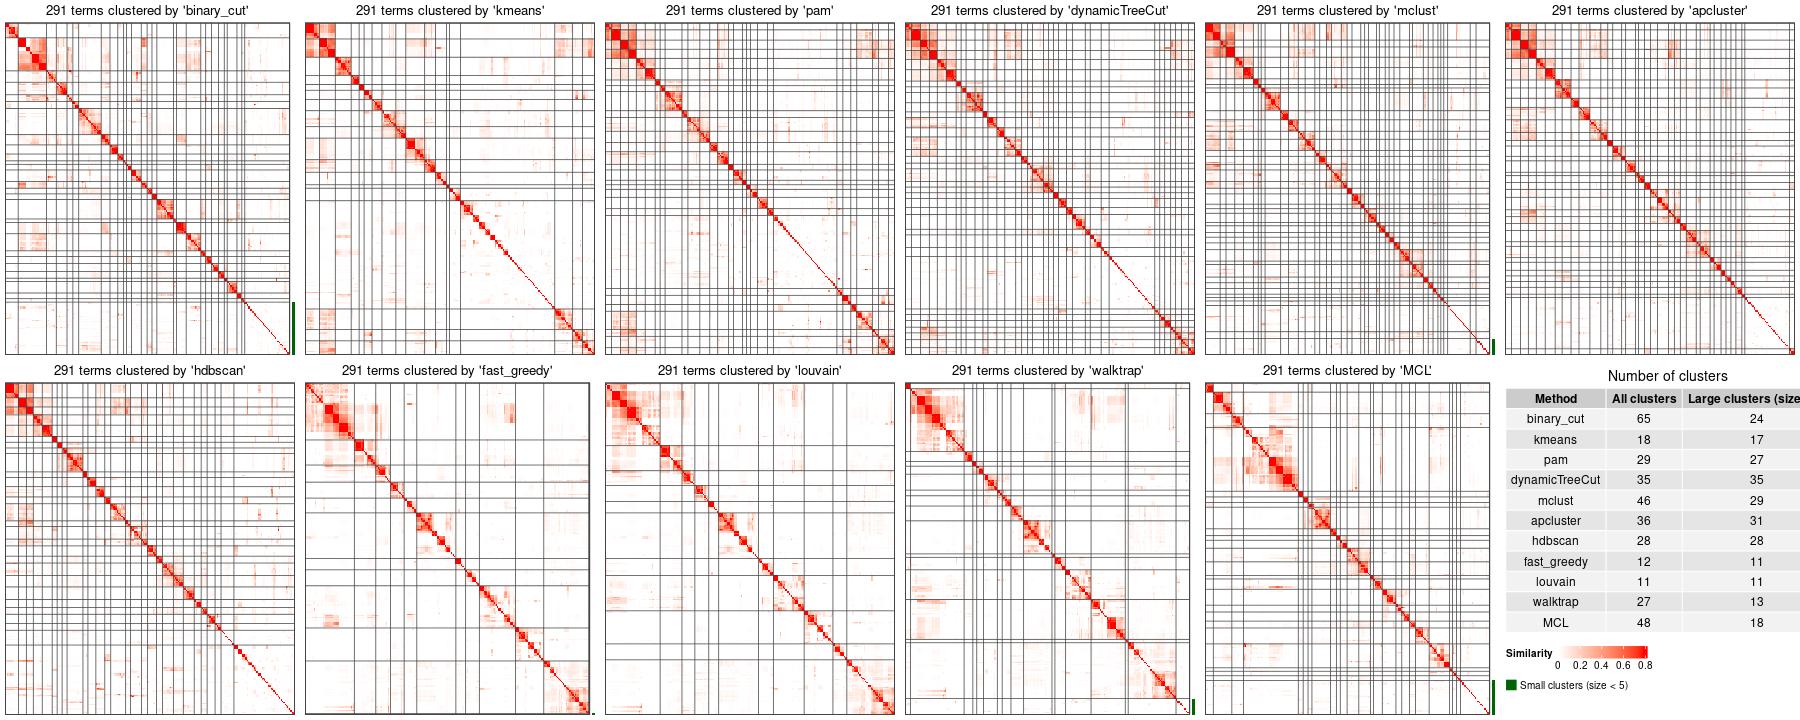 291 terms clustered by 'binary_cut'
291 terms clustered by 'kmeans'
291 terms clustered by 'pam'
291 terms clustered by 'dynamicTreeCut'
291 terms clustered by 'mclust'
291 terms clustered by 'apcluster'
291 terms clustered by 'hdbscan'
291 terms clustered by 'fast_greedy'
291 terms clustered by 'louvain'
291 terms clustered by 'walktrap'
291 terms clustered by 'MCL'
Number of clusters
Method All clusters Large clusters (size
binary_cut 65 24
kmeans 18 17
pam 29 27
dynamicTreeCut 35 35
mclust 46 29
apcluster 36 31
hdbscan 28 28
fast_greedy 12 11
louvain 11 11
walktrap 27 13
MCL 48 18
Similarity
0 0.2 0.4 0.6 0.8
Small clusters (size < 5)